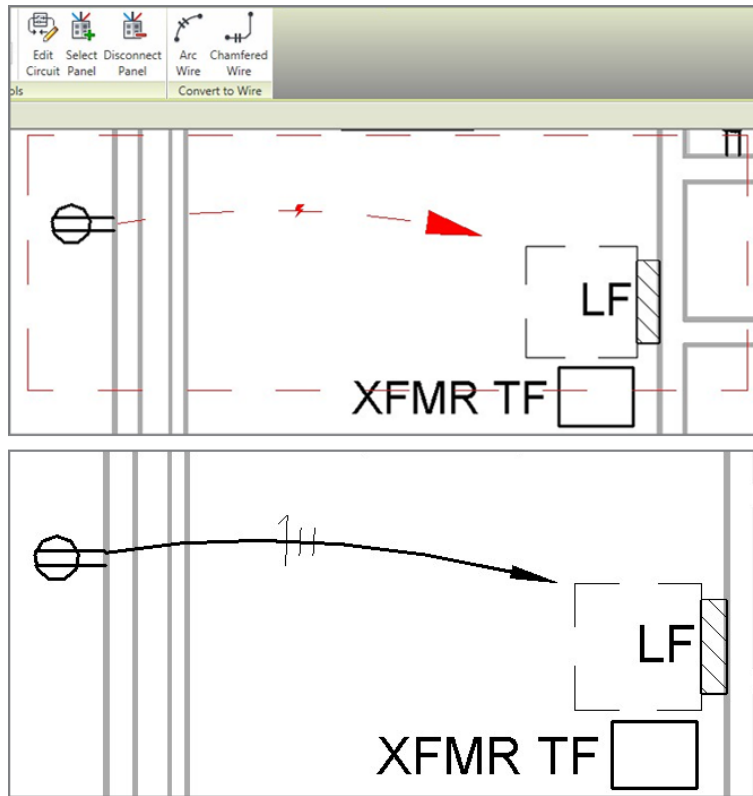 Edit Select Disconnect Arc Chamfered
Circuit Panel Panel Wire Wire
ols Convert to Wire
LF
XFMR TF
LF
XFMR TF